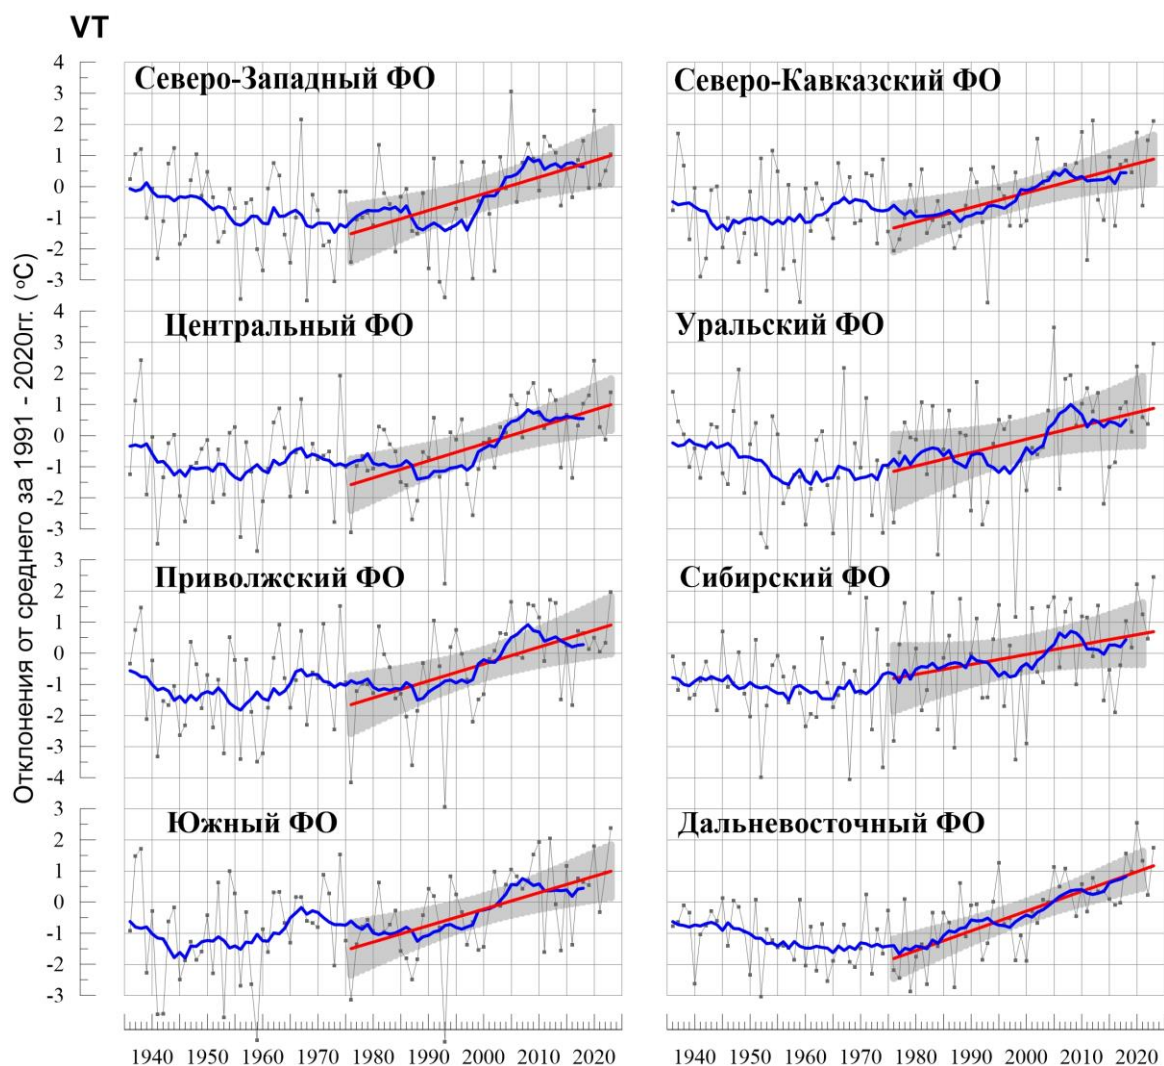 VT
Отклонения от среднего за 1991 - 2020гг. ( °C)
4
3
2
1
0
-1
-2
-3
4
3
2
1
0
-1
-2
-3
3
2
1
0
-1
-2
-3
-4
3
2
1
0
-1
-2
-3
Северо-Западный ФО
Северо-Кавказский ФО
Центральный ФО
Уральский ФО
Приволжский ФО
Сибирский ФО
Южный ФО
Дальневосточный ФО
1940 1950 1960 1970 1980 1990 2000 2010 2020
1940 1950 1960 1970 1980 1990 2000 2010 2020